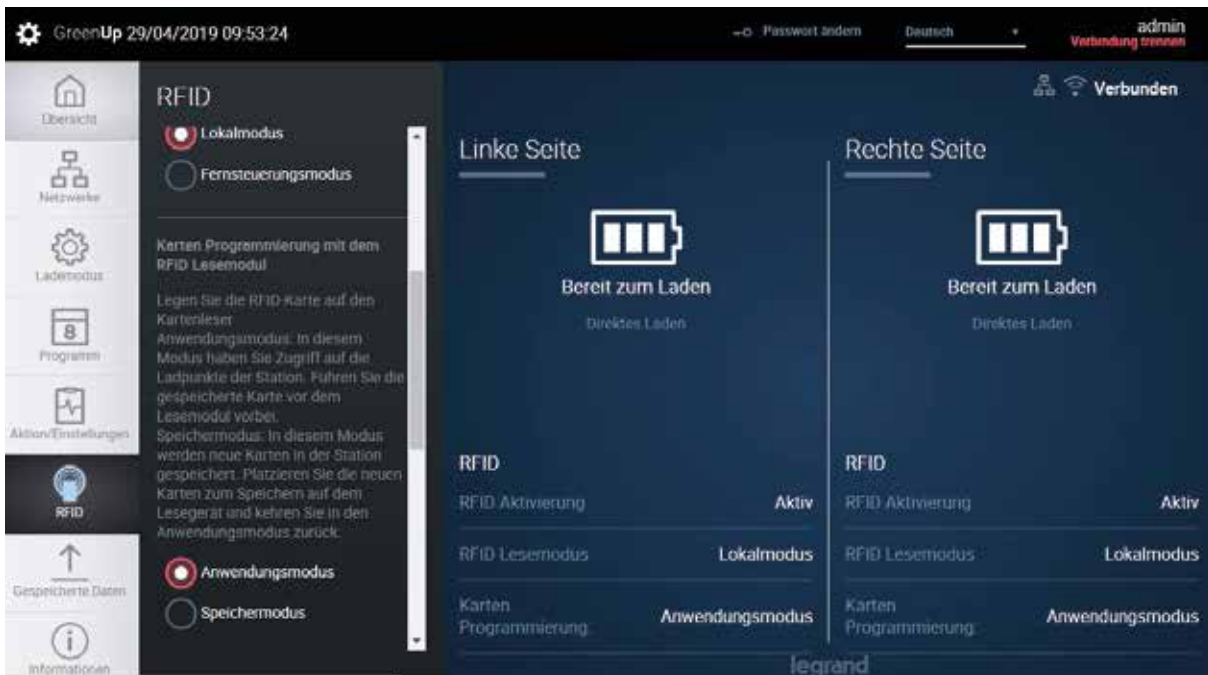 GreenUp 29/04/2019 09:53:24
Passwort ändern
Deutsch
admin
Verbindung trennen
Übersicht
Netzwerke
Lademodus
8
Programm
Aktion/Einstellungen
RFID
Gespeicherte Daten
Informationen
RFID
Lokalmodus
Fernsteuerungsmodus
Karten Programmierung mit dem
RFID Lesemodul
Legen Sie die RFID-Karte auf den
Kartenleser
Anwendungsmodus: In diesem
Modus haben Sie Zugriff auf die
Ladpunkte der Station. Führen Sie die
gespeicherte Karte vor dem
Lesemodul vorbei.
Speichermodus: In diesem Modus
werden neue Karten in der Station
gespeichert. Platzieren Sie die neuen
Karten zum Speichern auf dem
Lesegerät und kehren Sie in den
Anwendungsmodus zurück.
Anwendungsmodus
Speichermodus
Verbunden
Linke Seite
Bereit zum Laden
Direktes Laden
RFID
RFID Aktivierung Aktiv
RFID Lesemodus Lokalmodus
Karten
Programmierung: Anwendungsmodus
Rechte Seite
Bereit zum Laden
Direktes Laden
RFID
RFID Aktivierung Aktiv
RFID Lesemodus Lokalmodus
Karten
Programmierung: Anwendungsmodus
legrand